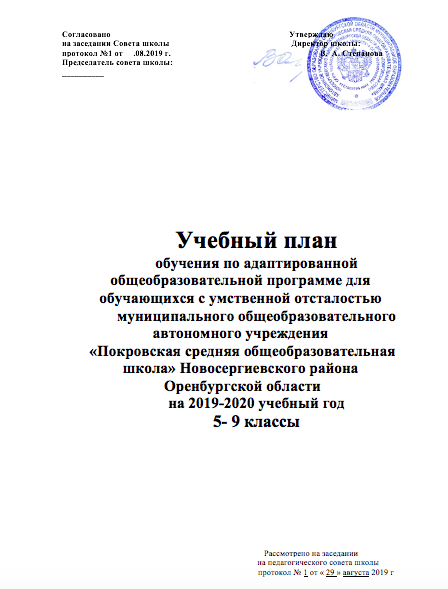 Согласовано Утверждаю
на заседании Совета школы Директор школы:
протокол №1 от .08.2019 г. В. А. Степанова
Председатель совета школы:
___________
Учебный план
обучения по адаптированной
общеобразовательной программе для
обучающихся с умственной отсталостью
муниципального общеобразовательного
автономного учреждения
«Покровская средняя общеобразовательная
школа» Новосергиевского района
Оренбургской области
на 2019-2020 учебный год
5- 9 классы
Рассмотрено на заседании
на педагогического совета школы
протокол № 1 от « 29 » августа 2019 г